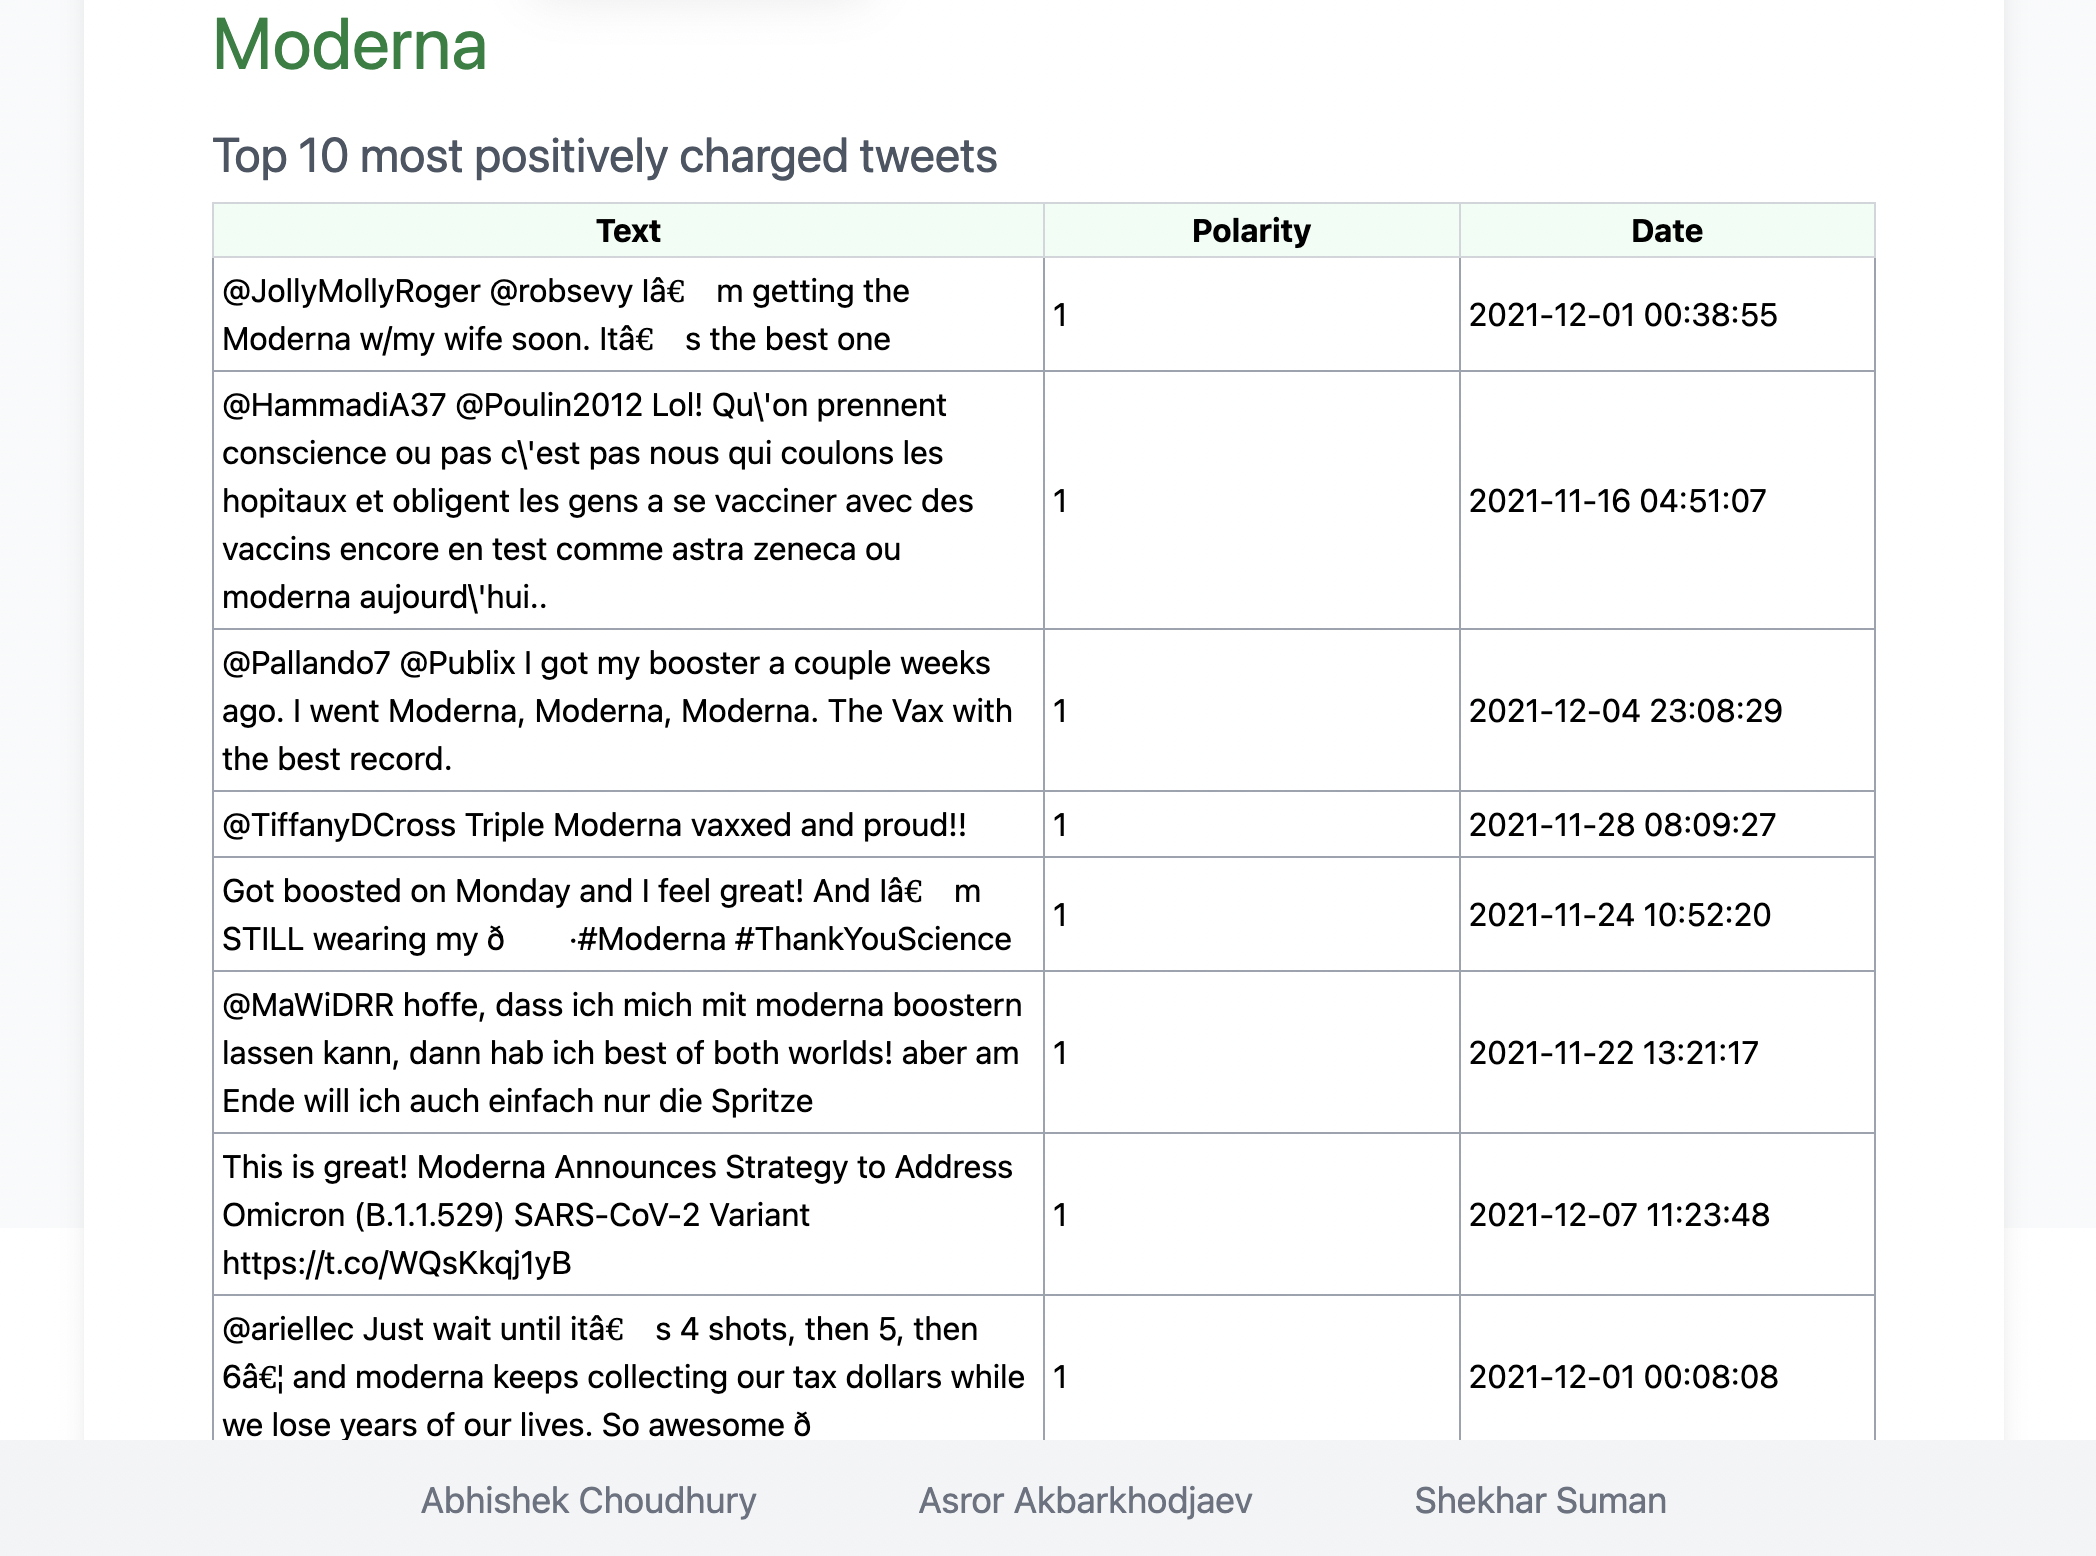 Moderna
Top 10 most positively charged tweets
Text Polarity Date
@JollyMollyRoger @robsevy Iâ€ m getting the
Moderna w/my wife soon. Itâ€ s the best one
1
2021-12-01 00:38:55
@HammadiA37 @Poulin2012 Lol! Qu\'on prennent
conscience ou pas c\'est pas nous qui coulons les
hopitaux et obligent les gens a se vacciner avec des
vaccins encore en test comme astra zeneca ou
moderna aujourd\'hui..
1
2021-11-16 04:51:07
@Pallando7 @Publix I got my booster a couple weeks
ago. I went Moderna, Moderna, Moderna. The Vax with
the best record.
1
2021-12-04 23:08:29
@TiffanyDCross Triple Moderna vaxxed and proud!!
1
2021-11-28 08:09:27
Got boosted on Monday and I feel great! And Iâ€ m
STILL wearing my ð ·#Moderna #ThankYouScience
1
2021-11-24 10:52:20
@MaWiDRR hoffe, dass ich mich mit moderna boostern
lassen kann, dann hab ich best of both worlds! aber am
Ende will ich auch einfach nur die Spritze
1
2021-11-22 13:21:17
This is great! Moderna Announces Strategy to Address
Omicron (B.1.1.529) SARS-CoV-2 Variant
https://t.co/WQsKkqj1yB
1
2021-12-07 11:23:48
@ariellec Just wait until itâ€ s 4 shots, then 5, then
6â€¦ and moderna keeps collecting our tax dollars while
we lose years of our lives. So awesome ð
1
2021-12-01 00:08:08
Abhishek Choudhury Asror Akbarkhodjaev Shekhar Suman